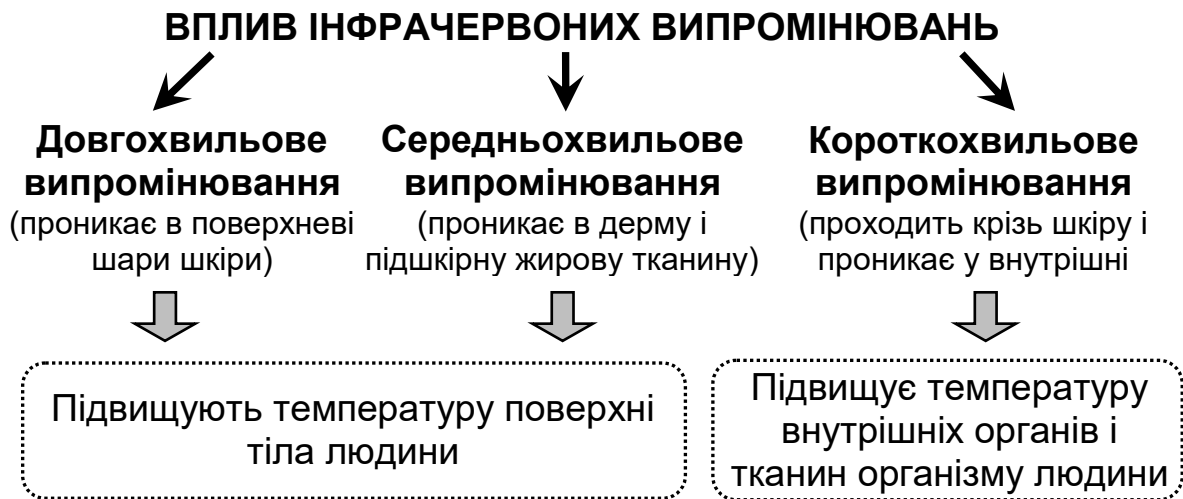 ВПЛИВ ІНФРАЧЕРВОНИХ ВИПРОМІНЮВАНЬ
Довгохвильове
випромінювання
(проникає в поверхневі
шари шкіри)
Середньохвильове
випромінювання
(проникає в дерму і
підшкірну жирову тканину)
Короткохвильове
випромінювання
(проходить крізь шкіру і
проникає у внутрішні
Підвищують температуру поверхні
тіла людини
Підвищує температуру
внутрішніх органів і
тканин організму людини